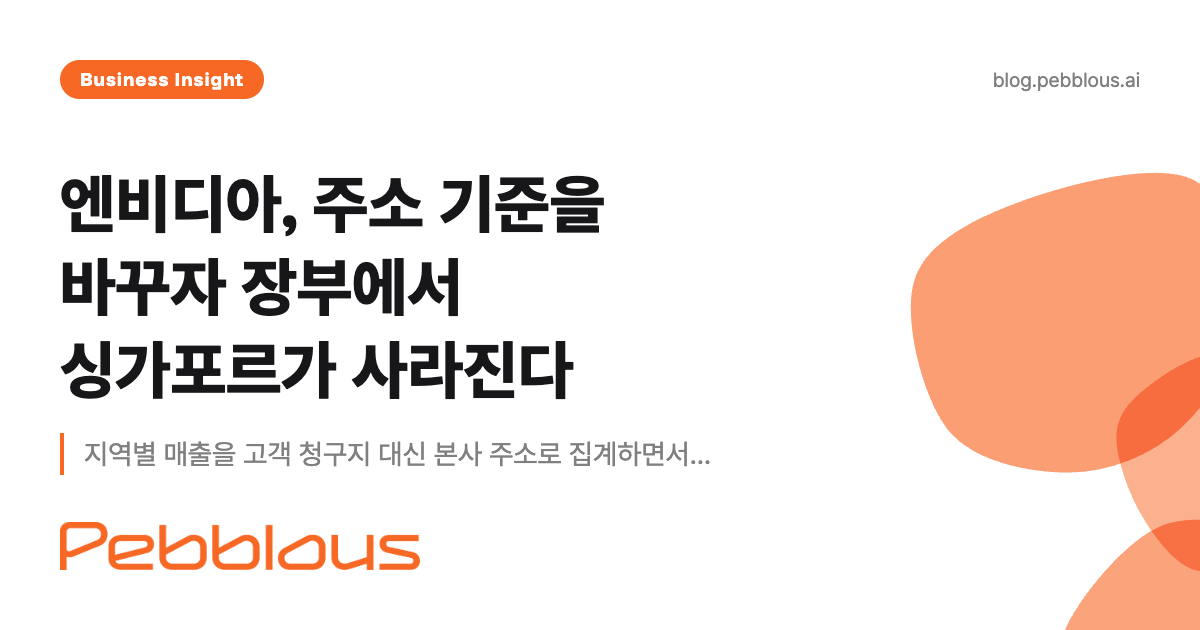 Business Insight
blog.pebblous.ai
엔비디아, 주소 기준을
바꾸자 장부에서
싱가포르가 사라진다
지역별 매출을 고객 청구지 대신 본사 주소로 집계하면서...
Pebblous